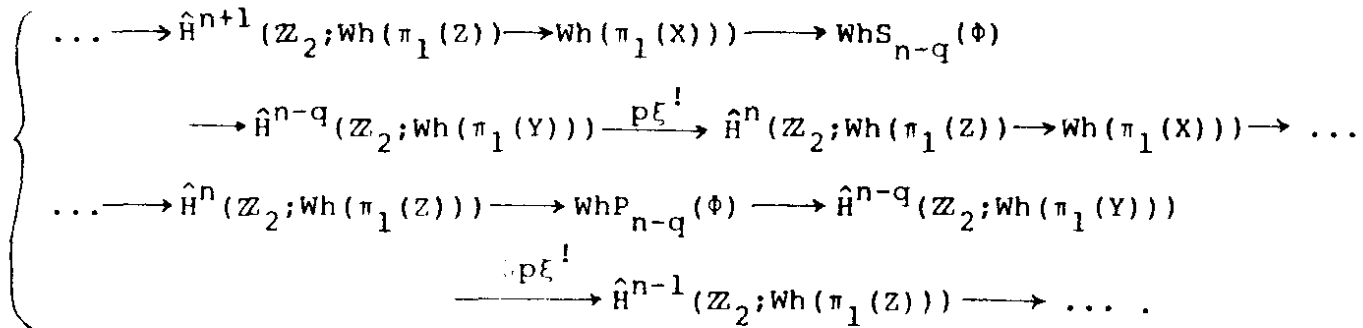 ... ⟶ Ĥ^{n+1}(ℤ_2;Wh(π_1(Z))⟶Wh(π_1(X))) ⟶ WhS_{n-q}(Φ)
⟶ Ĥ^{n-q}(ℤ_2;Wh(π_1(Y))) —pξ^!⟶ Ĥ^n(ℤ_2;Wh(π_1(Z))⟶Wh(π_1(X)))⟶ ...
... ⟶ Ĥ^n(ℤ_2;Wh(π_1(Z))) ⟶ WhP_{n-q}(Φ) ⟶ Ĥ^{n-q}(ℤ_2;Wh(π_1(Y)))
—pξ^!⟶ Ĥ^{n-1}(ℤ_2;Wh(π_1(Z))) ⟶ ... .